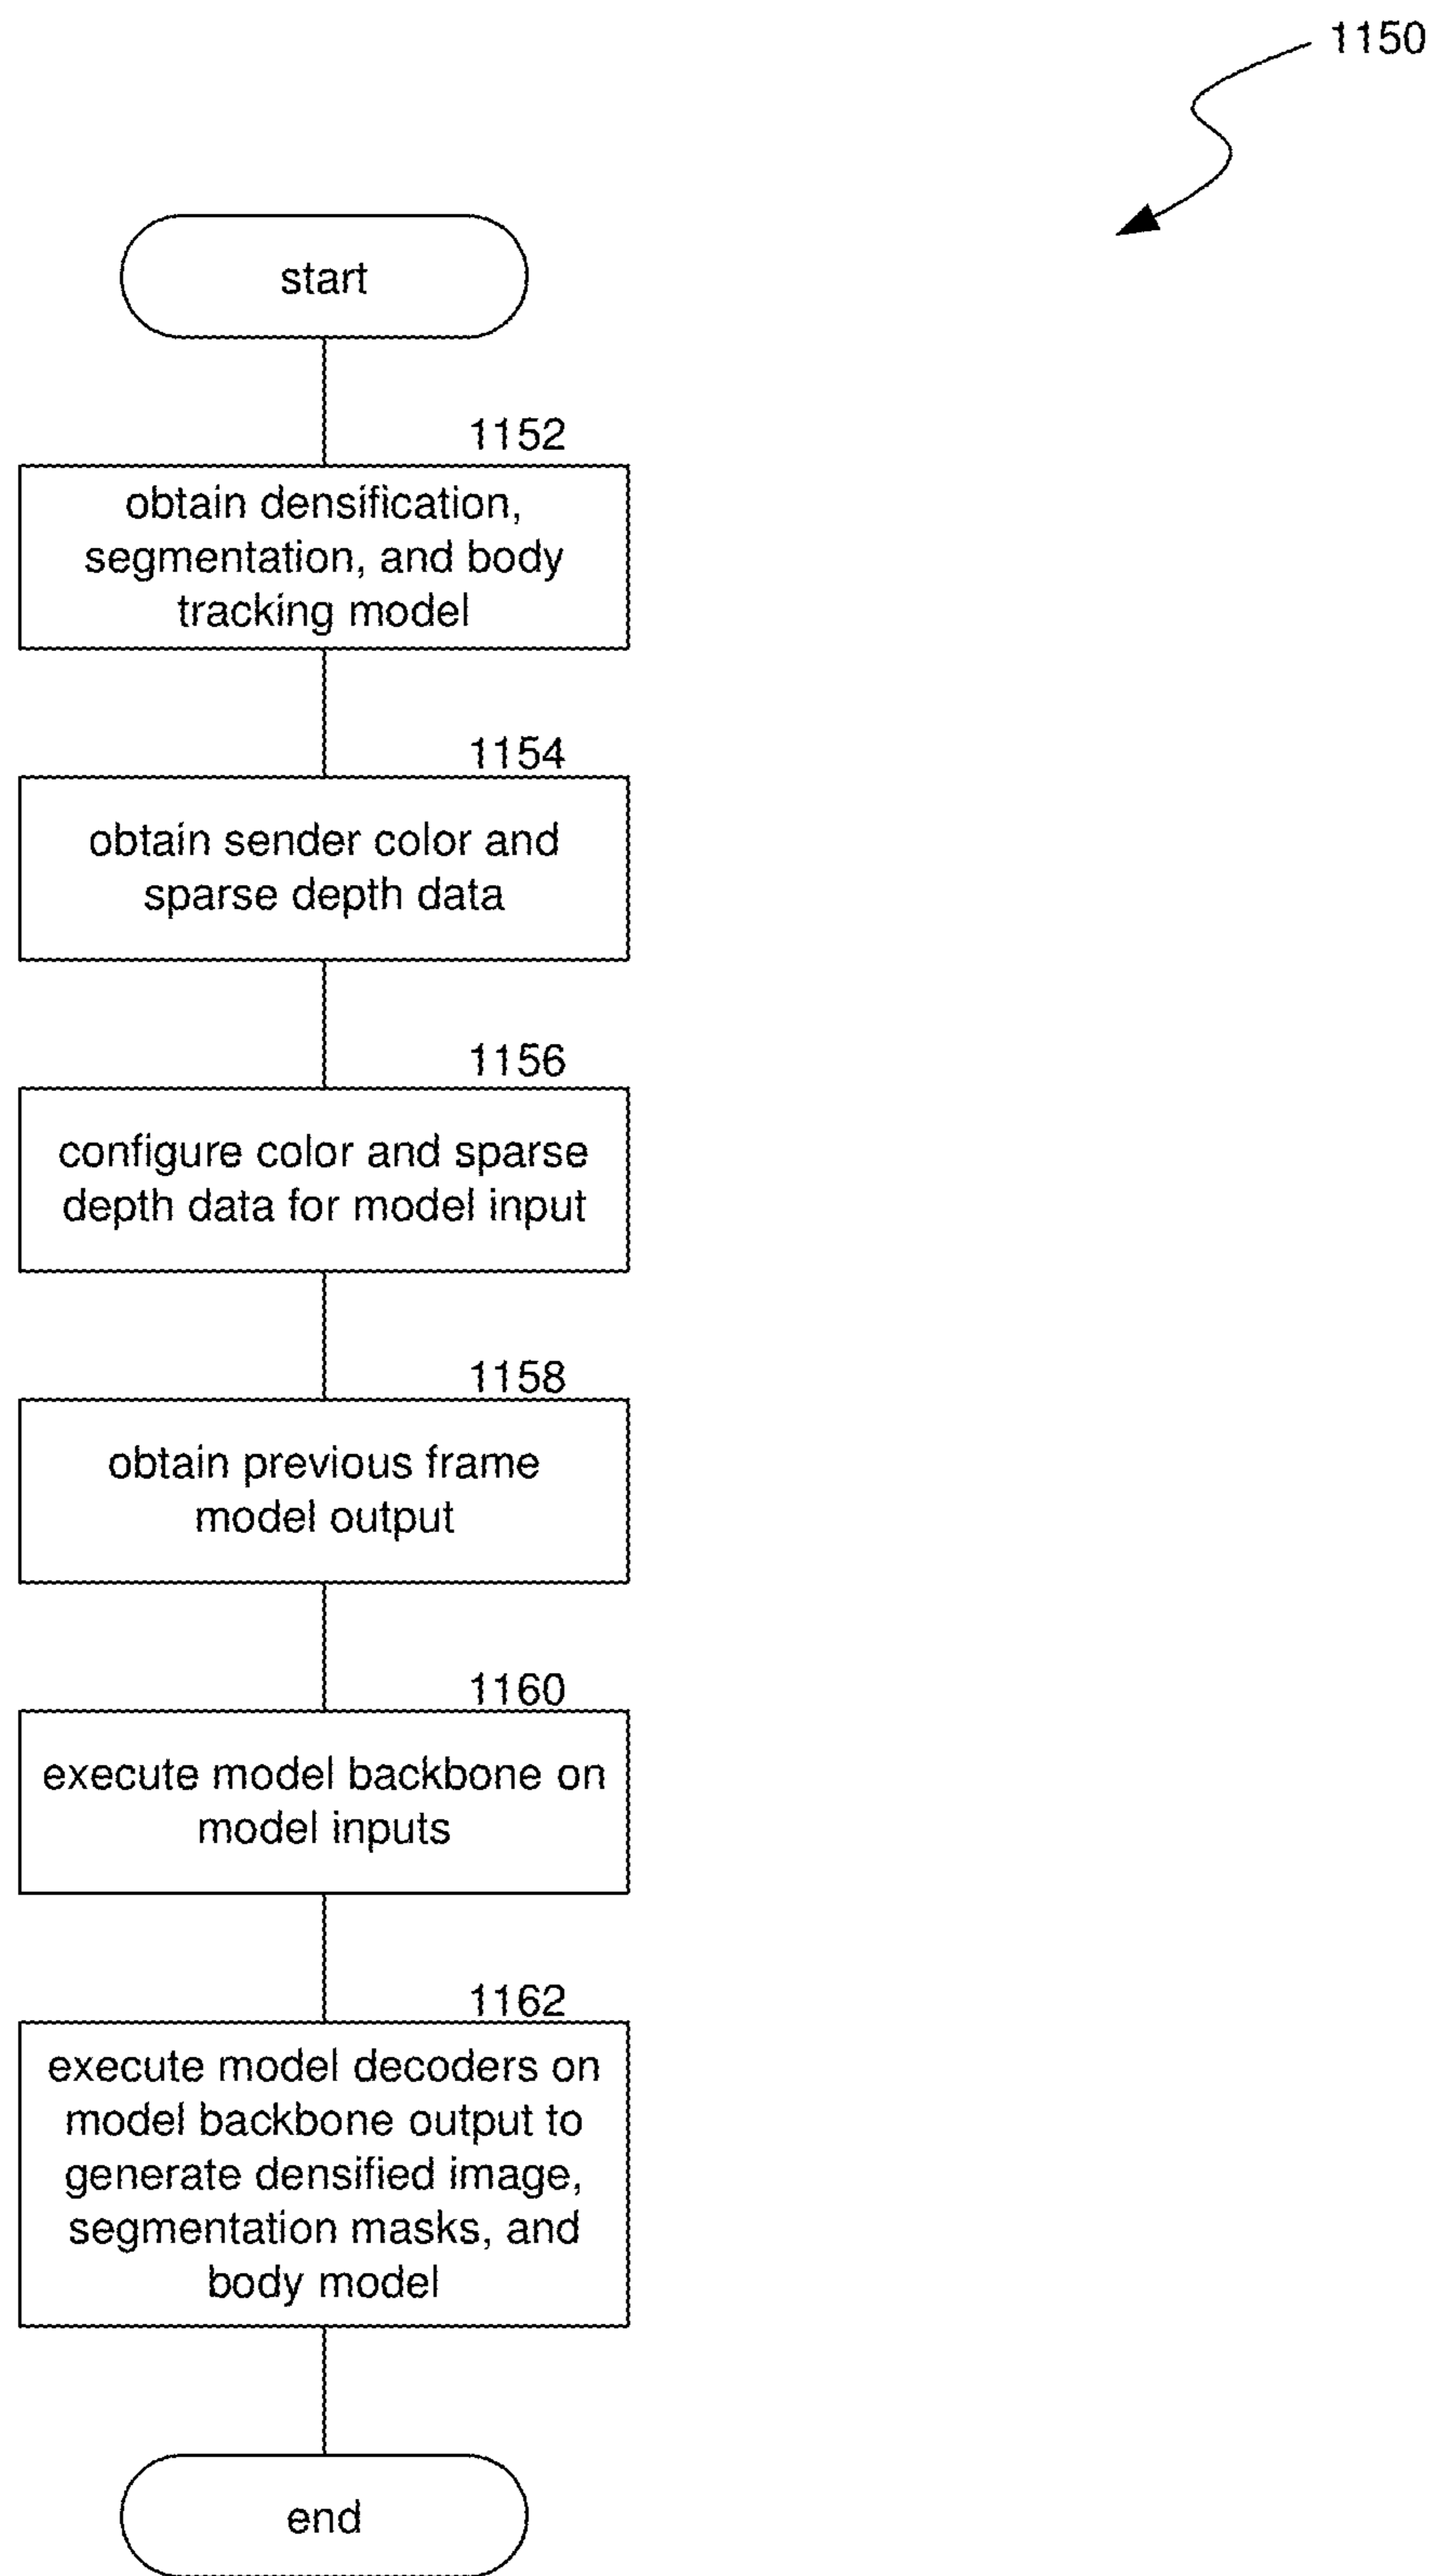 1150
start
1152
obtain densification,
segmentation, and body
tracking model
1154
obtain sender color and
sparse depth data
1156
configure color and sparse
depth data for model input
1158
obtain previous frame
model output
1160
execute model backbone on
model inputs
1162
execute model decoders on
model backbone output to
generate densified image,
segmentation masks, and
body model
end